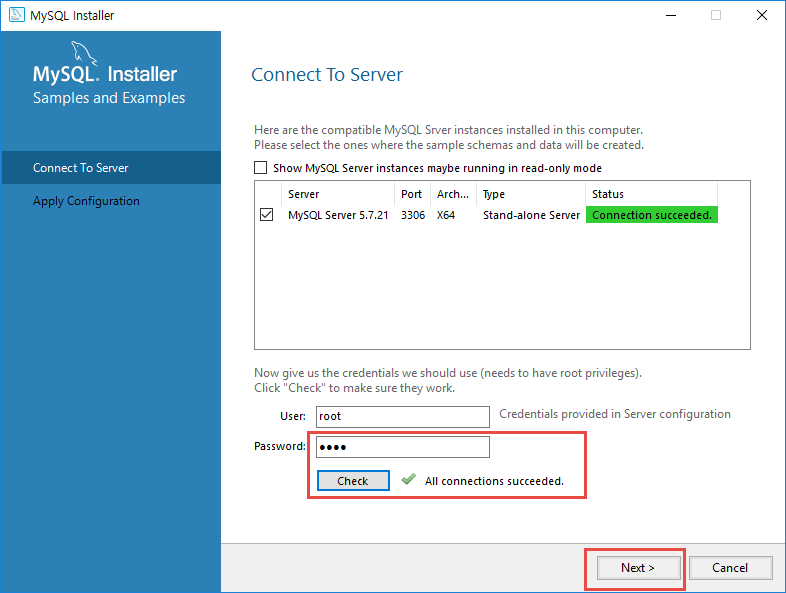 MySQL Installer
MySQL. Installer
Samples and Examples
Connect To Server
Apply Configuration
Connect To Server
Here are the compatible MySQL Srver instances installed in this computer.
Please select the ones where the sample schemas and data will be created.
Show MySQL Server instances maybe running in read-only mode
Server Port Arch... Type Status
MySQL Server 5.7.21 3306 X64 Stand-alone Server Connection succeeded.
Now give us the credentials we should use (needs to have root privileges).
Click "Check" to make sure they work.
User: root Credentials provided in Server configuration
Password: ●●●●
Check All connections succeeded.
Next > Cancel